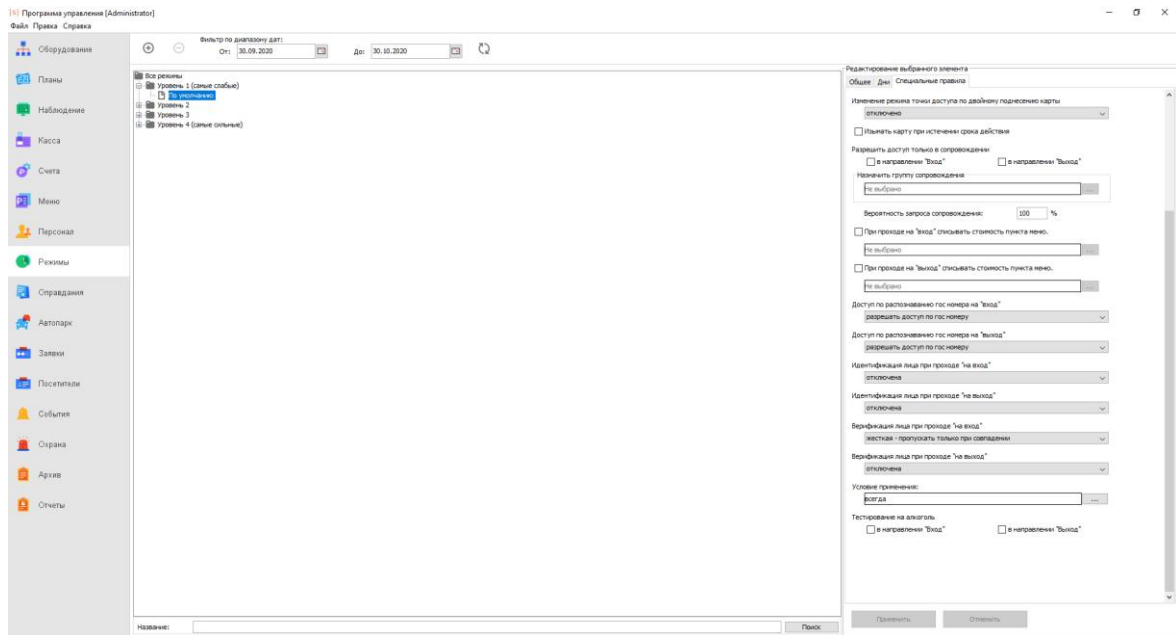 [S] Программа управления [Administrator]
Файл Правка Справка
Оборудование
Планы
Наблюдение
Касса
Счета
Меню
Персонал
Режимы
Оправдания
Автопарк
Заявки
Посетители
События
Охрана
Архив
Отчеты
Фильтр по диапазону дат:
От: 30.09.2020 До: 30.10.2020
Все режимы
Уровень 1 (самые слабые)
По умолчанию
Уровень 2
Уровень 3
Уровень 4 (самые сильные)
Название: Поиск
Редактирование выбранного элемента
Общее Дни Специальные правила
Изменение режима точки доступа по двойному поднесению карты
отключено
Изымать карту при истечении срока действия
Разрешить доступ только в сопровождении
в направлении "Вход" в направлении "Выход"
Назначить группу сопровождения
Не выбрано ...
Вероятность запроса сопровождения: 100 %
При проходе на "вход" списывать стоимость пункта меню.
Не выбрано ...
При проходе на "выход" списывать стоимость пункта меню.
Не выбрано ...
Доступ по распознаванию гос номера на "вход"
разрешать доступ по гос номеру
Доступ по распознаванию гос номера на "выход"
разрешать доступ по гос номеру
Идентификация лица при проходе "на вход"
отключена
Идентификация лица при проходе "на выход"
отключена
Верификация лица при проходе "на вход"
жесткая - пропускать только при совпадении
Верификация лица при проходе "на выход"
отключена
Условие применения:
всегда ...
Тестирование на алкоголь
в направлении "Вход" в направлении "Выход"
Применить Отменить